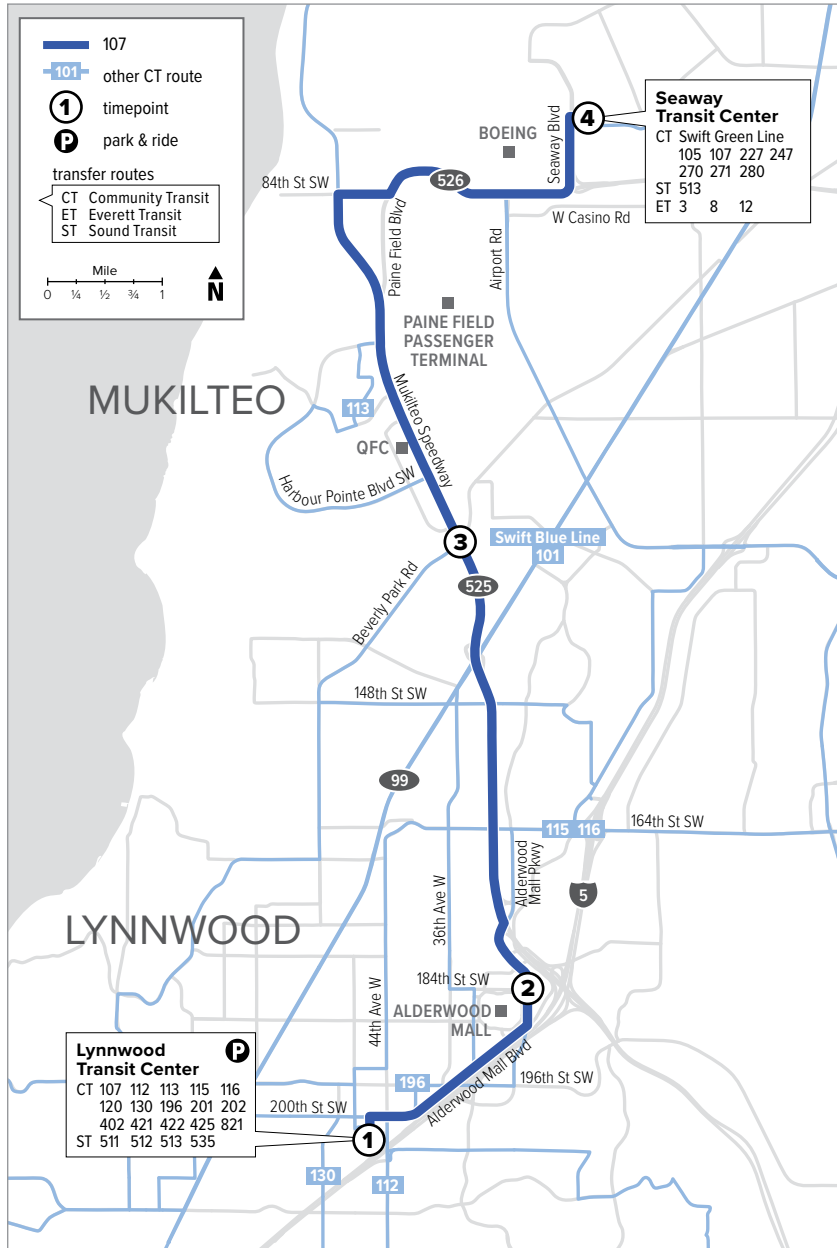 107
101 other CT route
1 timepoint
P park & ride
transfer routes
CT Community Transit
ET Everett Transit
ST Sound Transit
Mile
0 ¼ ½ ¾ 1
N
Seaway
Transit Center
CT Swift Green Line
105 107 227 247
270 271 280
ST 513
ET 3 8 12
4
Seaway Blvd
BOEING
84th St SW
526
W Casino Rd
Paine Field Blvd
Airport Rd
PAINE FIELD
PASSENGER
TERMINAL
MUKILTEO
113
Mukilteo Speedway
QFC
Harbour Pointe Blvd SW
3
Swift Blue Line
101
525
Beverly Park Rd
148th St SW
99
115 116
164th St SW
Alderwood
Mall Pkwy
5
36th Ave W
LYNNWOOD
184th St SW
2
ALDERWOOD
MALL
44th Ave W
Lynnwood
Transit Center
P
CT 107 112 113 115 116
120 130 196 201 202
402 421 422 425 821
ST 511 512 513 535
196
196th St SW
Alderwood Mall Blvd
200th St SW
1
130
112